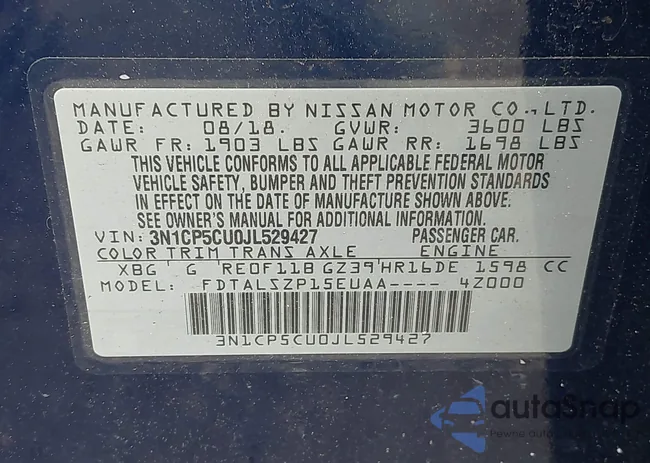 MANUFACTURED BY NISSAN MOTOR CO., LTD.
DATE: 08/18. GVWR: 3600 LBS
GAWR FR: 1903 LBS GAWR RR: 1698 LBS
THIS VEHICLE CONFORMS TO ALL APPLICABLE FEDERAL MOTOR
VEHICLE SAFETY, BUMPER AND THEFT PREVENTION STANDARDS
IN EFFECT ON THE DATE OF MANUFACTURE SHOWN ABOVE.
SEE OWNER'S MANUAL FOR ADDITIONAL INFORMATION.
VIN: 3N1CP5CU0JL529427 PASSENGER CAR.
COLOR TRIM TRANS AXLE ENGINE
XBG G RE0F11B GZ39 HR16DE 1598 CC
MODEL: FDTALSZP15EUAA---- 4Z000
3N1CP5CU0JL529427
autoSnap
Pewne auto